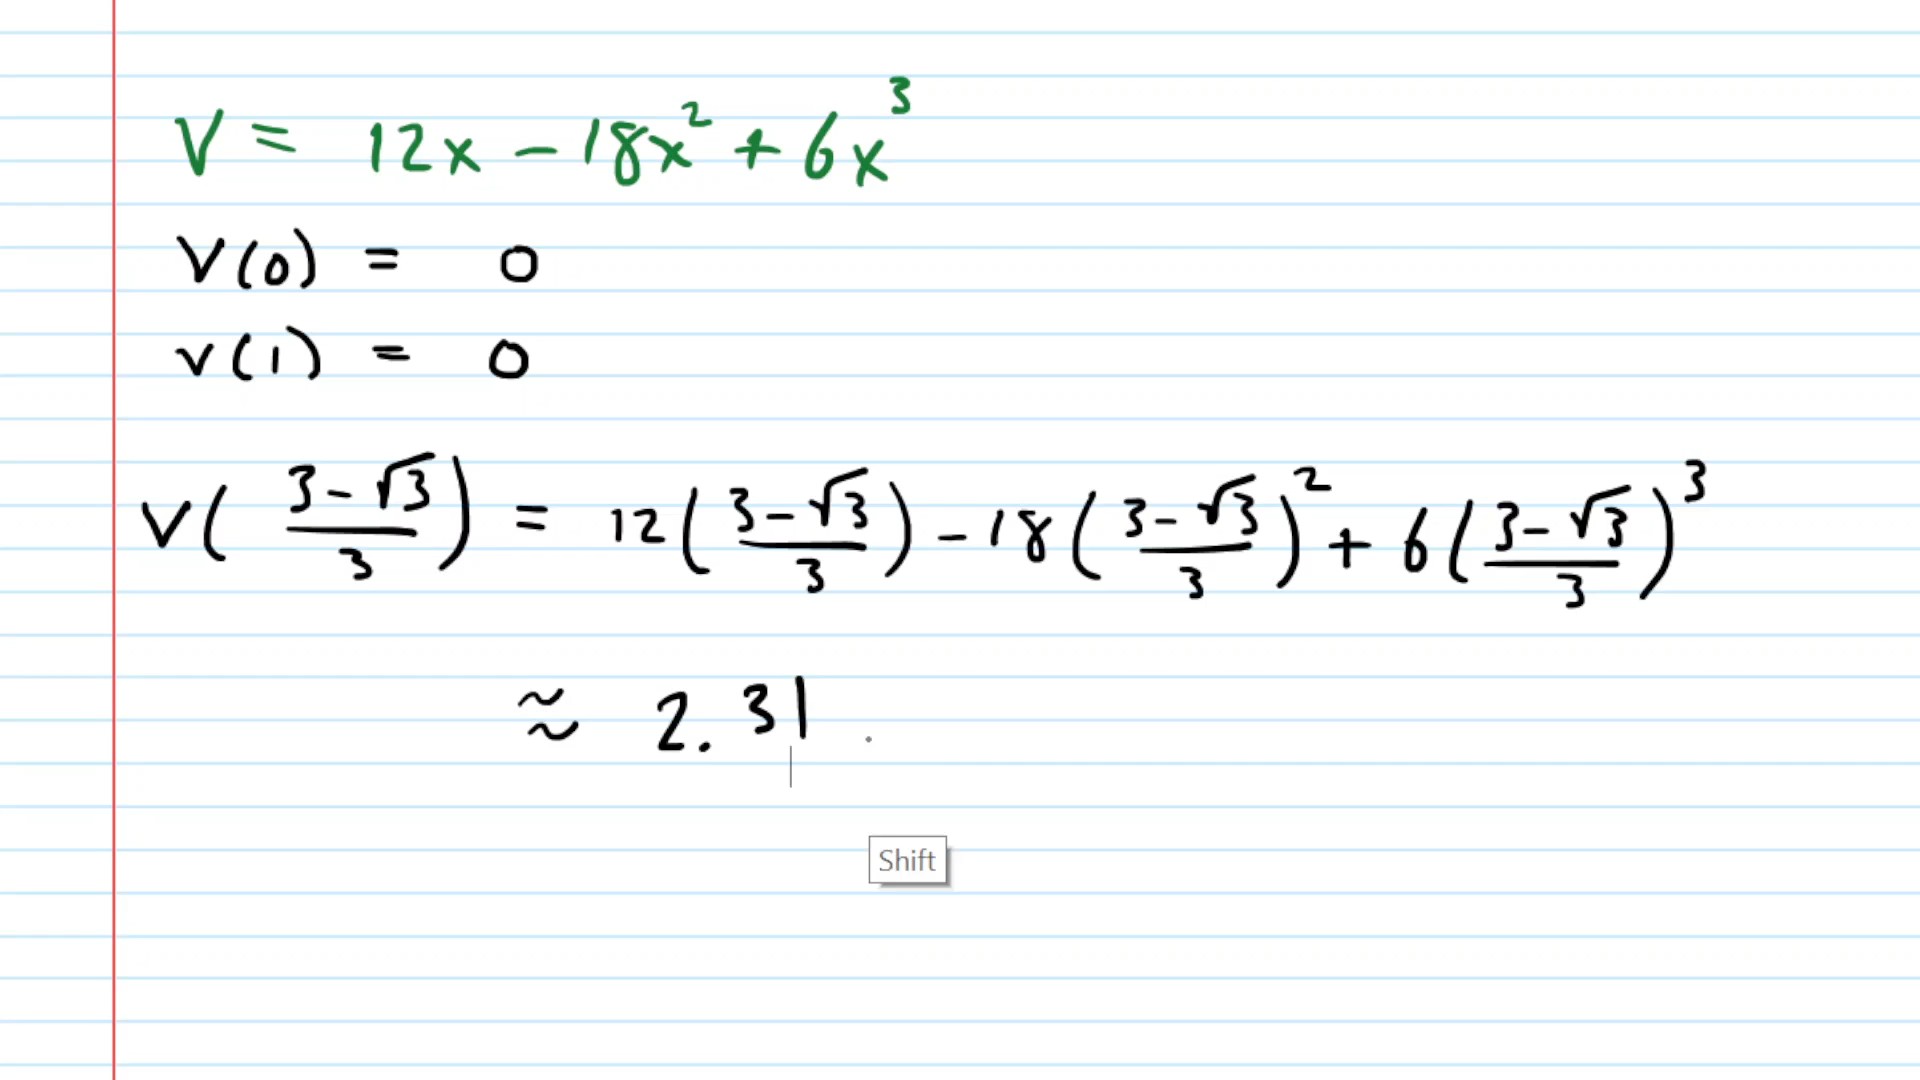 V = 12x - 18x² + 6x³
V(0) = 0
V(1) = 0
V((3-√3)/3) = 12((3-√3)/3) - 18((3-√3)/3)² + 6((3-√3)/3)³
≈ 2.31
Shift